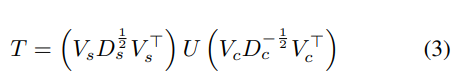 T = (V_s D_s^{1/2} V_s^⊤) U (V_c D_c^{-1/2} V_c^⊤) (3)